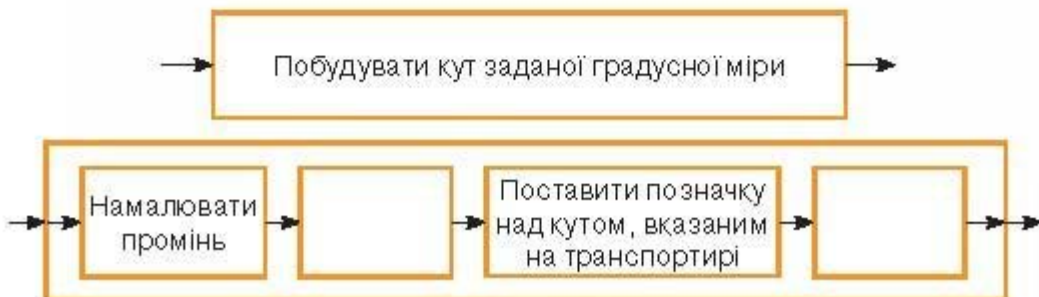 Побудувати кут заданої градусної міри
Намалювати
промінь
Поставити позначку
над кутом, вказаним
на транспортирі